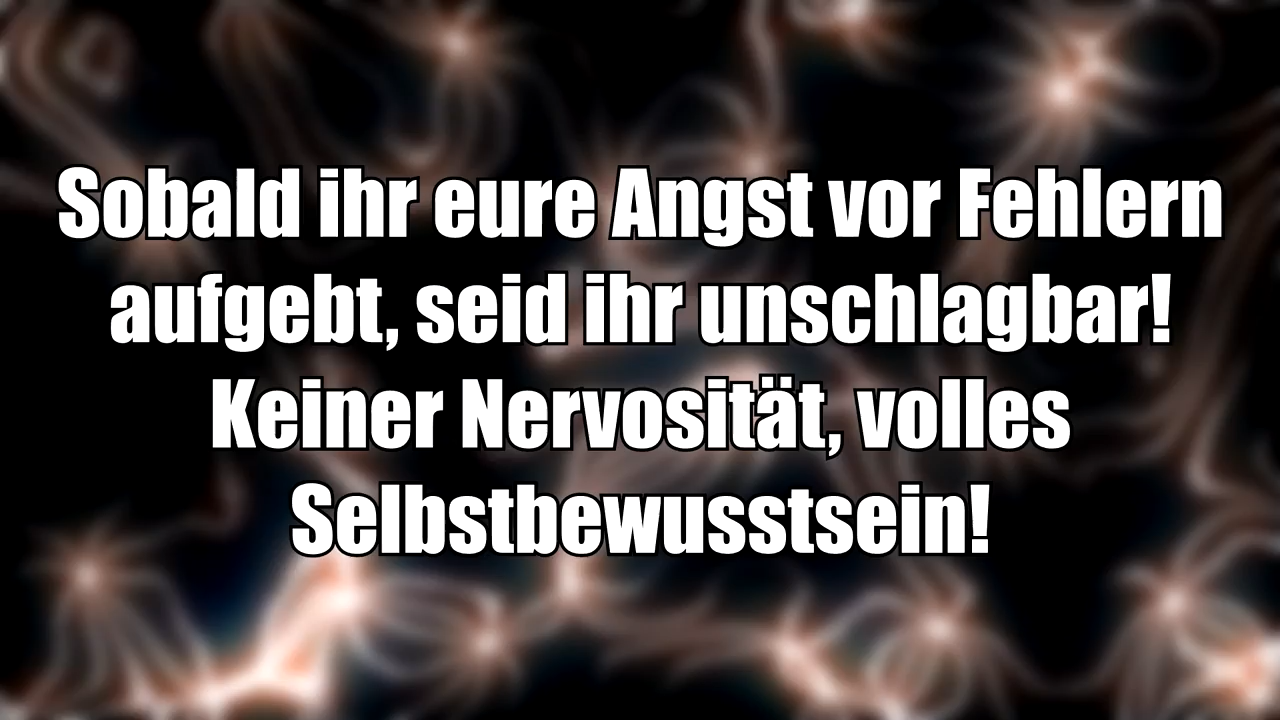 Sobald ihr eure Angst vor Fehlern
aufgebt, seid ihr unschlagbar!
Keiner Nervosität, volles
Selbstbewusstsein!